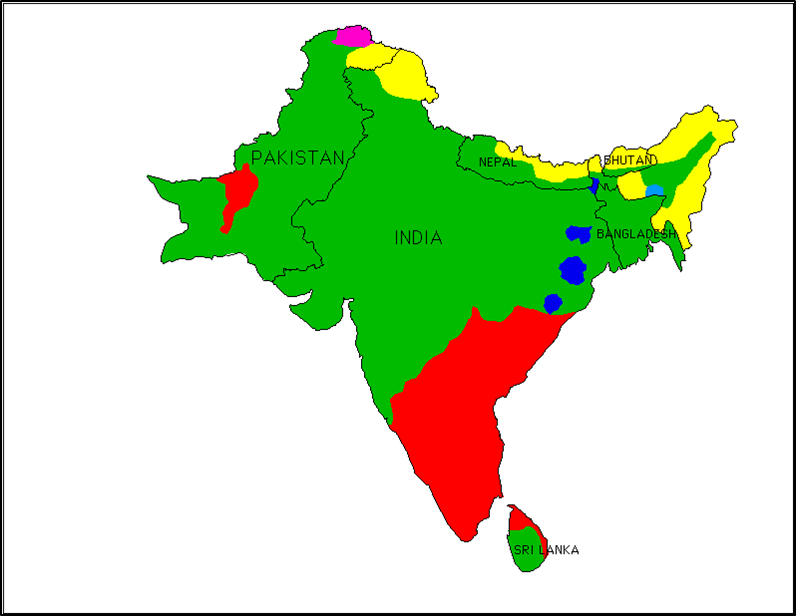 PAKISTAN
NEPAL
BHUTAN
INDIA
BANGLADESH
SRI LANKA